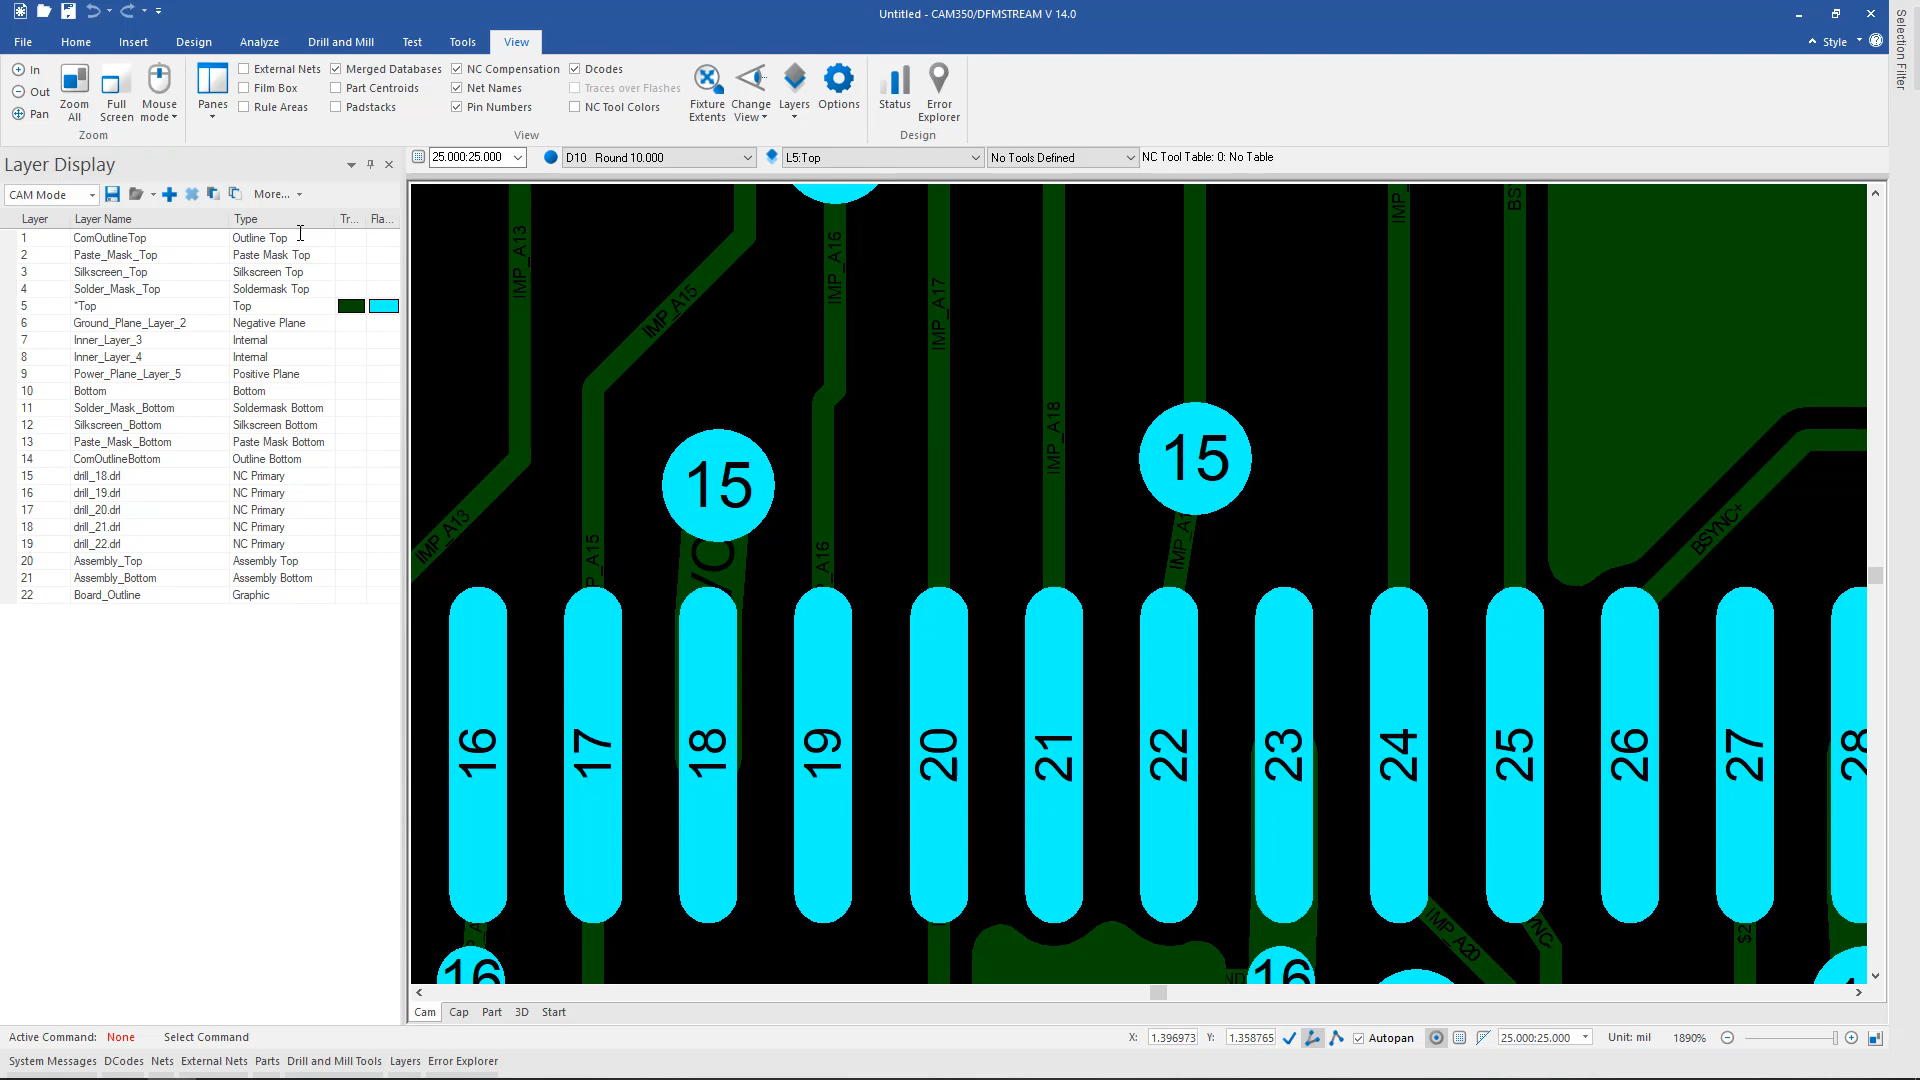 Untitled - CAM350/DFMSTREAM V 14.0
Selection Filter
File Home Insert Design Analyze Drill and Mill Test Tools View Style
In
Out
Pan
Zoom All
Full Screen
Mouse mode
Zoom
Panes
External Nets
Film Box
Rule Areas
Merged Databases
Part Centroids
Padstacks
NC Compensation
Net Names
Pin Numbers
Dcodes
Traces over Flashes
NC Tool Colors
View
Fixture Extents
Change View
Layers
Options
Status
Error Explorer
Design
Layer Display
25.000:25.000 D10 Round 10.000 L5:Top No Tools Defined NC Tool Table: 0: No Table
CAM Mode More...
Layer Layer Name Type Tr... Fla...
1 ComOutlineTop Outline Top
2 Paste_Mask_Top Paste Mask Top
3 Silkscreen_Top Silkscreen Top
4 Solder_Mask_Top Soldermask Top
5 *Top Top
6 Ground_Plane_Layer_2 Negative Plane
7 Inner_Layer_3 Internal
8 Inner_Layer_4 Internal
9 Power_Plane_Layer_5 Positive Plane
10 Bottom Bottom
11 Solder_Mask_Bottom Soldermask Bottom
12 Silkscreen_Bottom Silkscreen Bottom
13 Paste_Mask_Bottom Paste Mask Bottom
14 ComOutlineBottom Outline Bottom
15 drill_18.drl NC Primary
16 drill_19.drl NC Primary
17 drill_20.drl NC Primary
18 drill_21.drl NC Primary
19 drill_22.drl NC Primary
20 Assembly_Top Assembly Top
21 Assembly_Bottom Assembly Bottom
22 Board_Outline Graphic
IMP_A13
IMP_A15
IMP_A16
IMP_A17
IMP_A18
IMP_
BS
IMP_A13
P_A15
P_A16
IMP_A1
BSYNC+
15
15
16 17 18 19 20 21 22 23 24 25 26 27 28
IMP_A20
YNC-
$2
ND
16
16
Cam Cap Part 3D Start
Active Command: None Select Command
X: 1.396973 Y: 1.358765 Autopan 25.000:25.000 Unit: mil 1890%
System Messages DCodes Nets External Nets Parts Drill and Mill Tools Layers Error Explorer